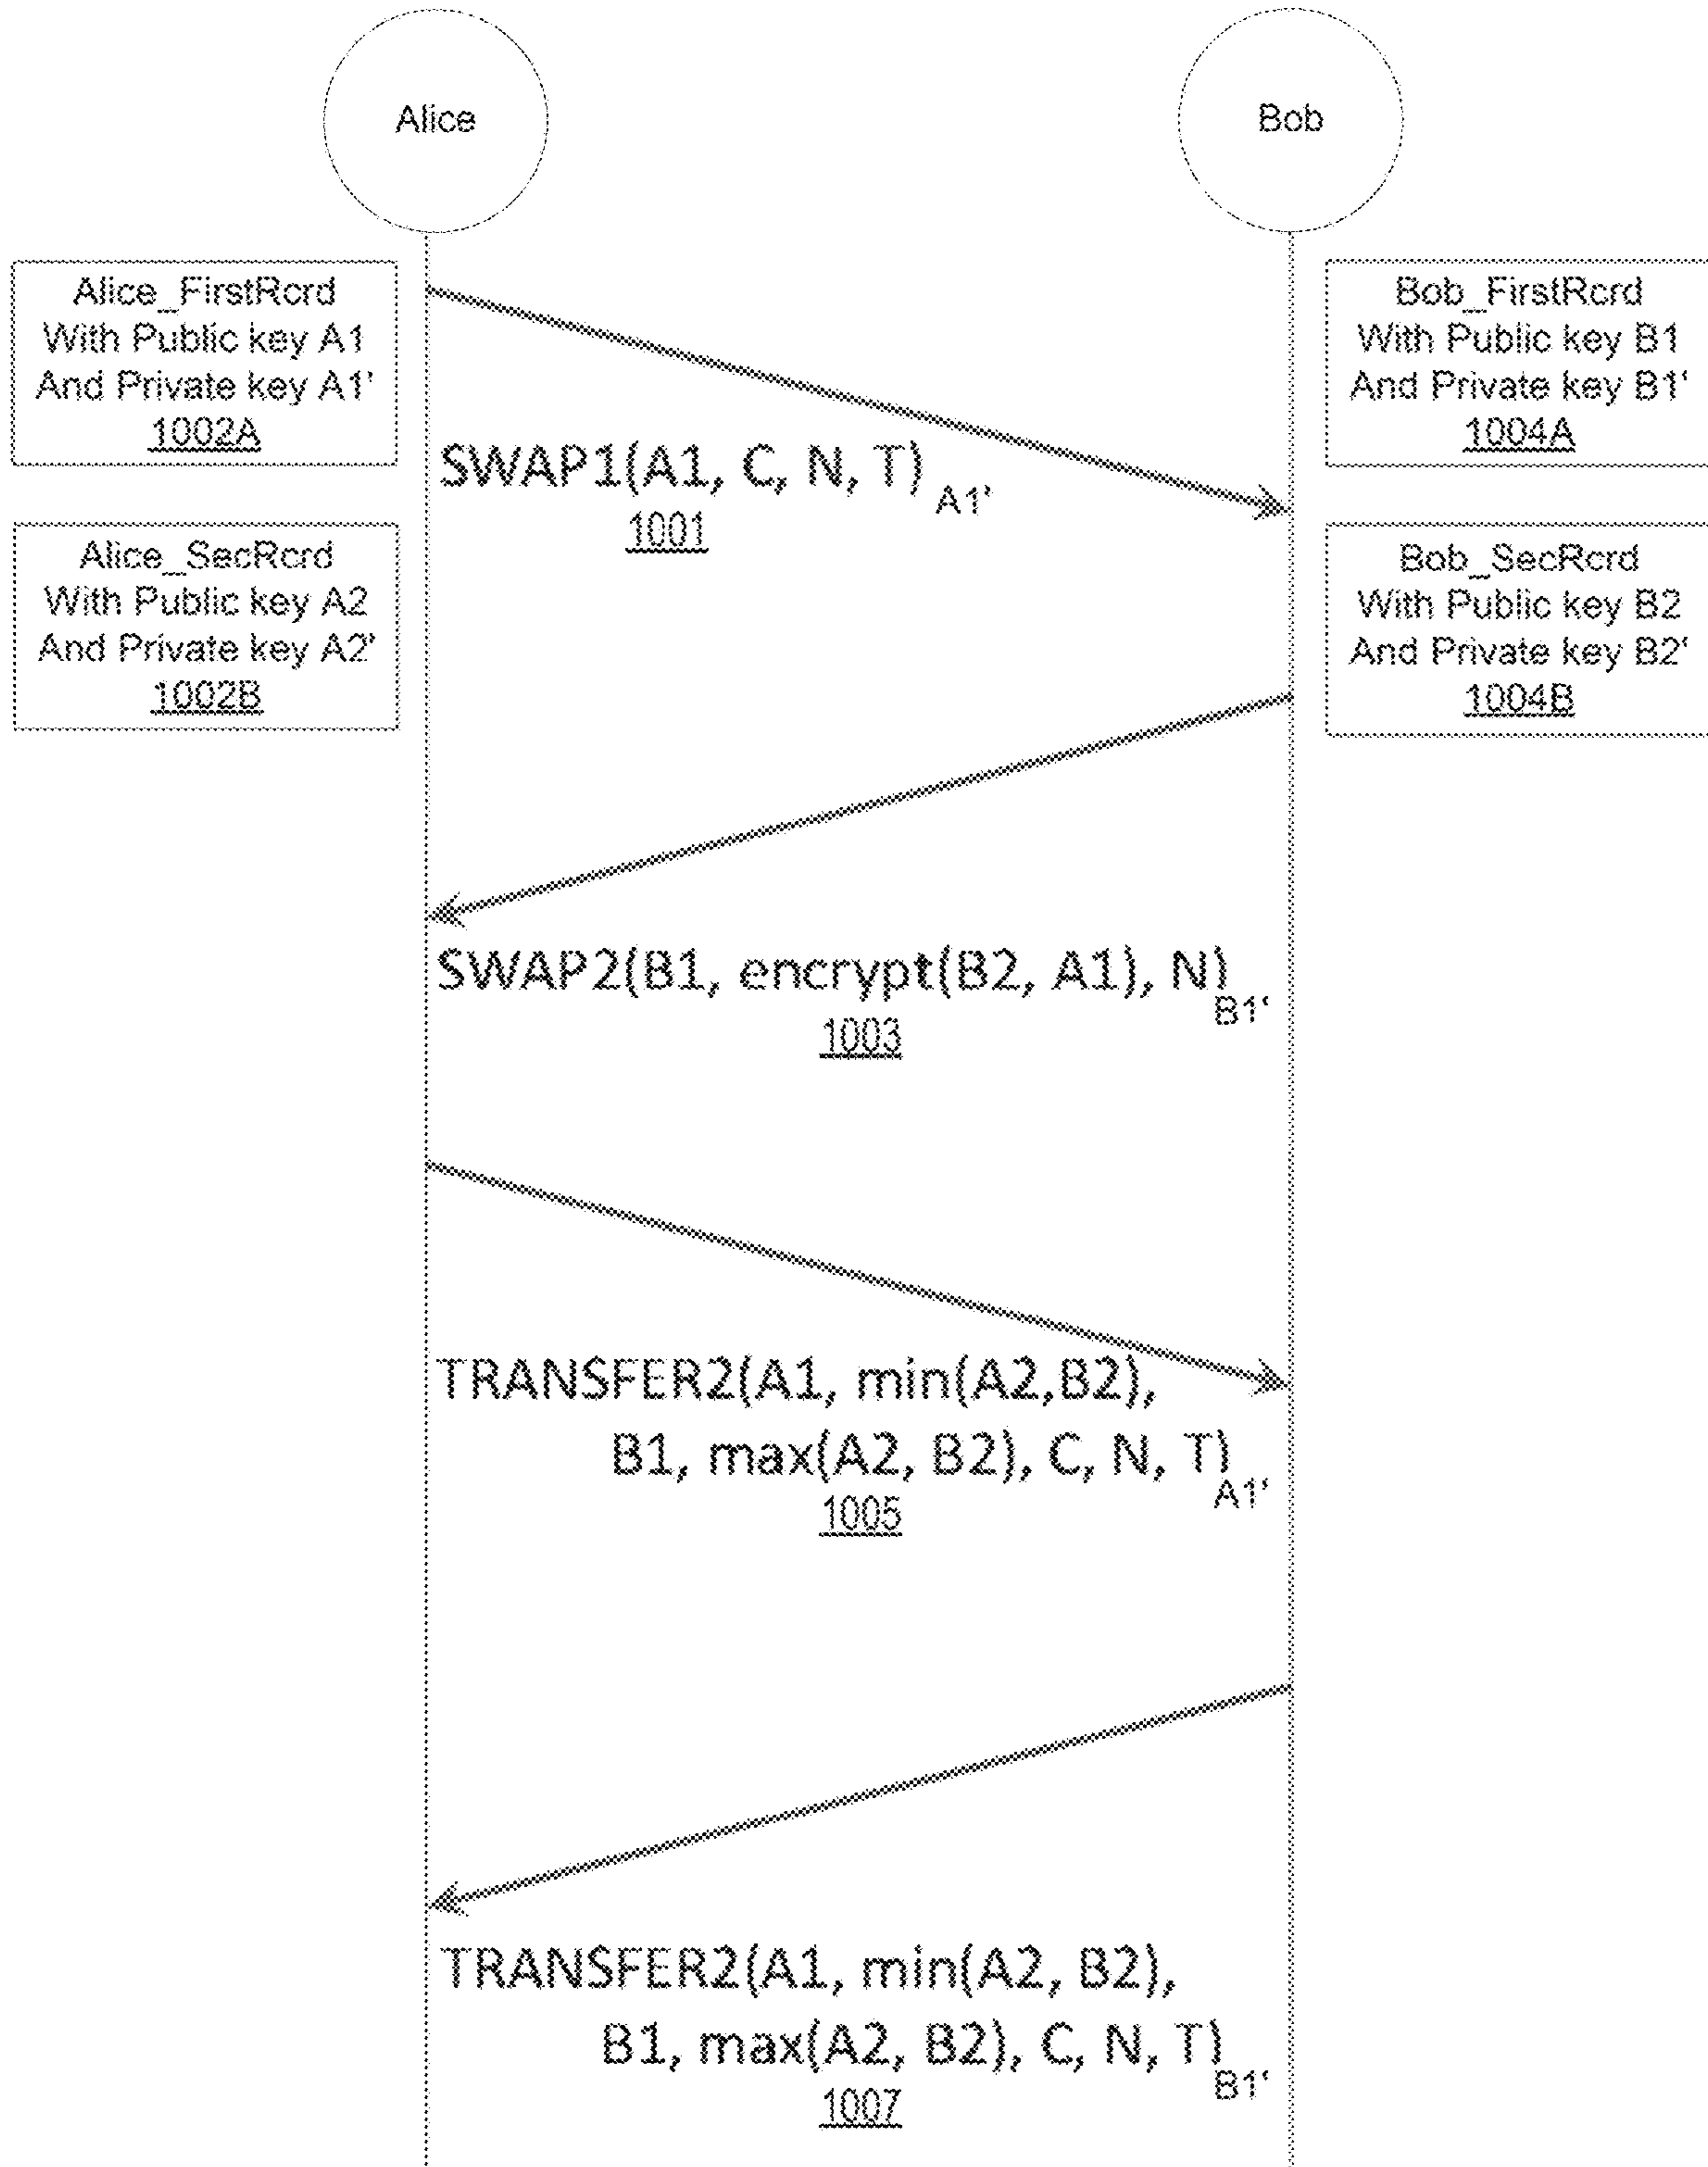 Alice
Bob
Alice_FirstRcrd
With Public key A1
And Private key A1'
1002A
Bob_FirstRcrd
With Public key B1
And Private key B1'
1004A
SWAP1(A1, C, N, T) A1'
1001
Alice_SecRcrd
With Public key A2
And Private key A2'
1002B
Bob_SecRcrd
With Public key B2
And Private key B2'
1004B
SWAP2(B1, encrypt(B2, A1), N) B1'
1003
TRANSFER2(A1, min(A2,B2),
B1, max(A2, B2), C, N, T) A1'
1005
TRANSFER2(A1, min(A2, B2),
B1, max(A2, B2), C, N, T) B1'
1007